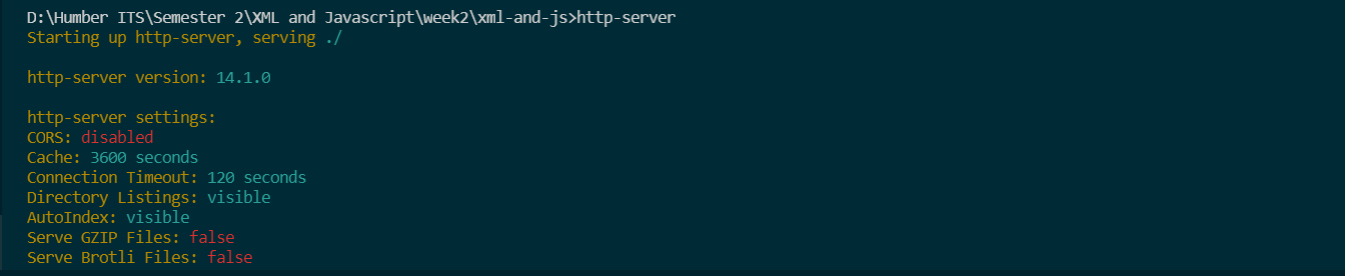 D:\Humber ITS\Semester 2\XML and Javascript\week2\xml-and-js>http-server
Starting up http-server, serving ./
http-server version: 14.1.0
http-server settings:
CORS: disabled
Cache: 3600 seconds
Connection Timeout: 120 seconds
Directory Listings: visible
AutoIndex: visible
Serve GZIP Files: false
Serve Brotli Files: false